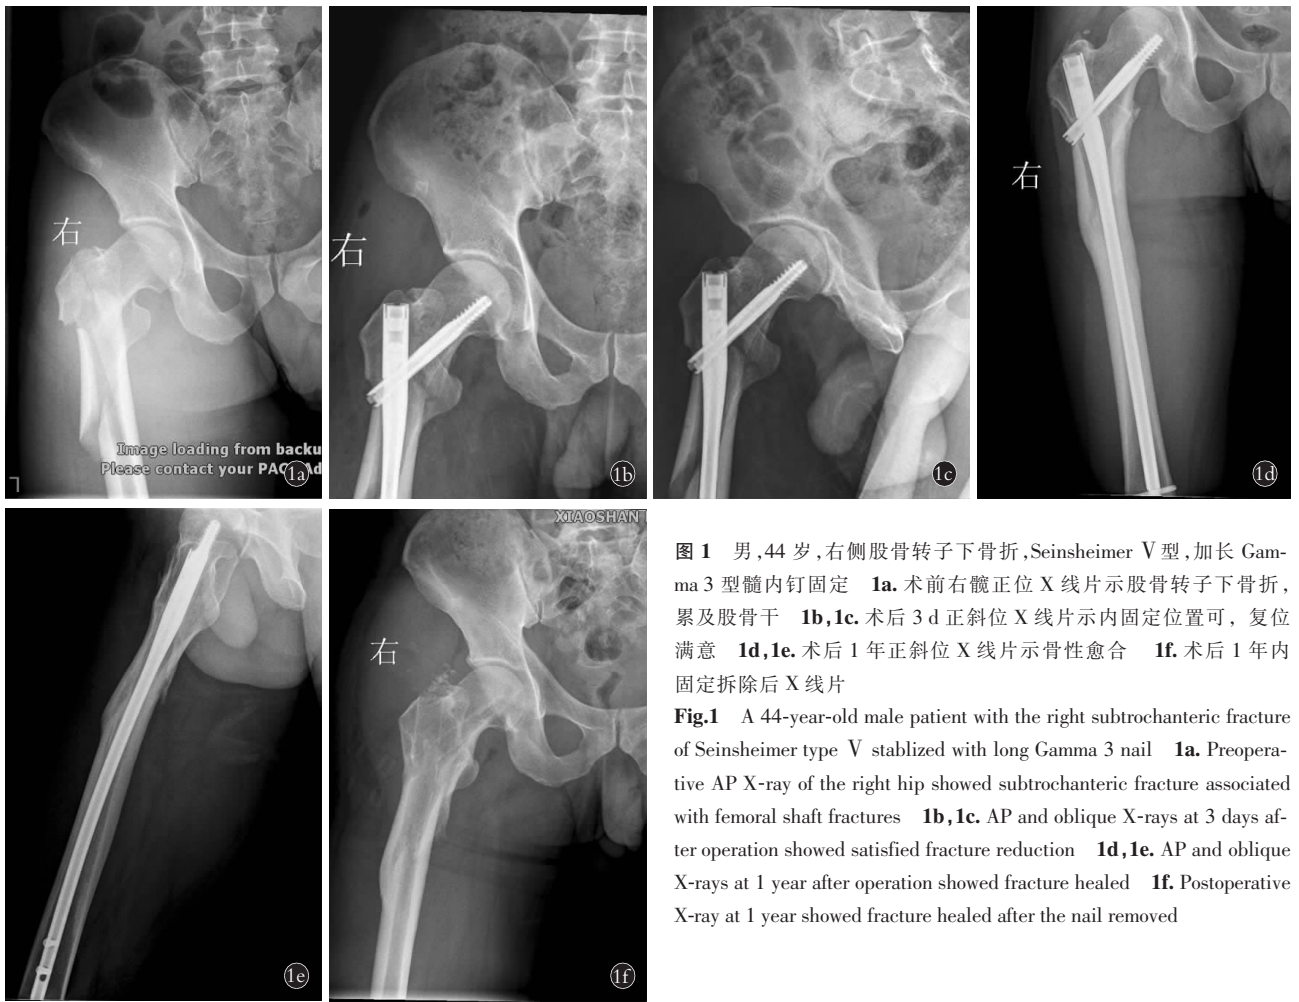 右
Image loading from backu
Please contact your PAC Ad
1a
右
1b
1c
右
1d
1e
XIAOSHAN
右
1f
图 1 男,44 岁,右侧股骨转子下骨折,Seinsheimer Ⅴ型,加长 Gam-
ma 3 型髓内钉固定 1a. 术前右髋正位 X 线片示股骨转子下骨折,
累及股骨干 1b,1c. 术后 3 d 正斜位 X 线片示内固定位置可，复位
满意 1d,1e. 术后 1 年正斜位 X 线片示骨性愈合 1f. 术后 1 年内
固定拆除后 X 线片
Fig.1 A 44-year-old male patient with the right subtrochanteric fracture
of Seinsheimer type Ⅴ stablized with long Gamma 3 nail 1a. Preopera-
tive AP X-ray of the right hip showed subtrochanteric fracture associated
with femoral shaft fractures 1b,1c. AP and oblique X-rays at 3 days af-
ter operation showed satisfied fracture reduction 1d,1e. AP and oblique
X-rays at 1 year after operation showed fracture healed 1f. Postoperative
X-ray at 1 year showed fracture healed after the nail removed